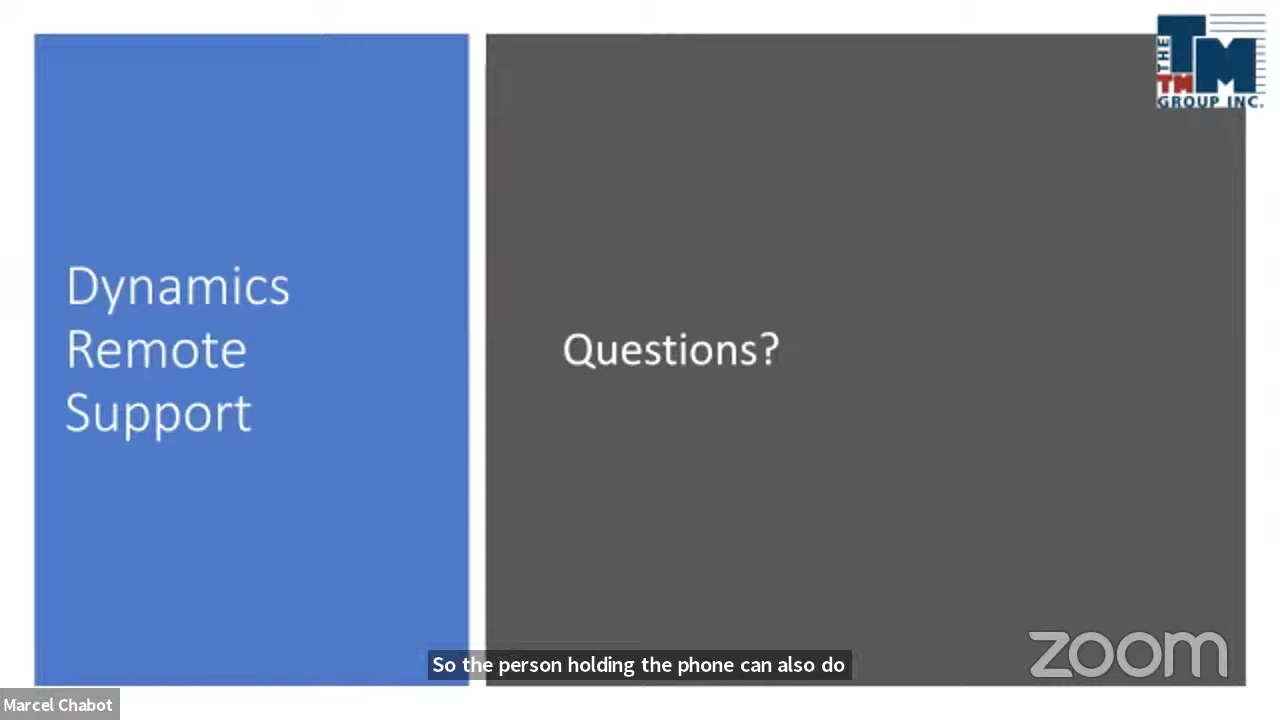 THE
TM
TM
GROUP INC.
Dynamics
Remote
Support
Questions?
So the person holding the phone can also do
zoom
Marcel Chabot